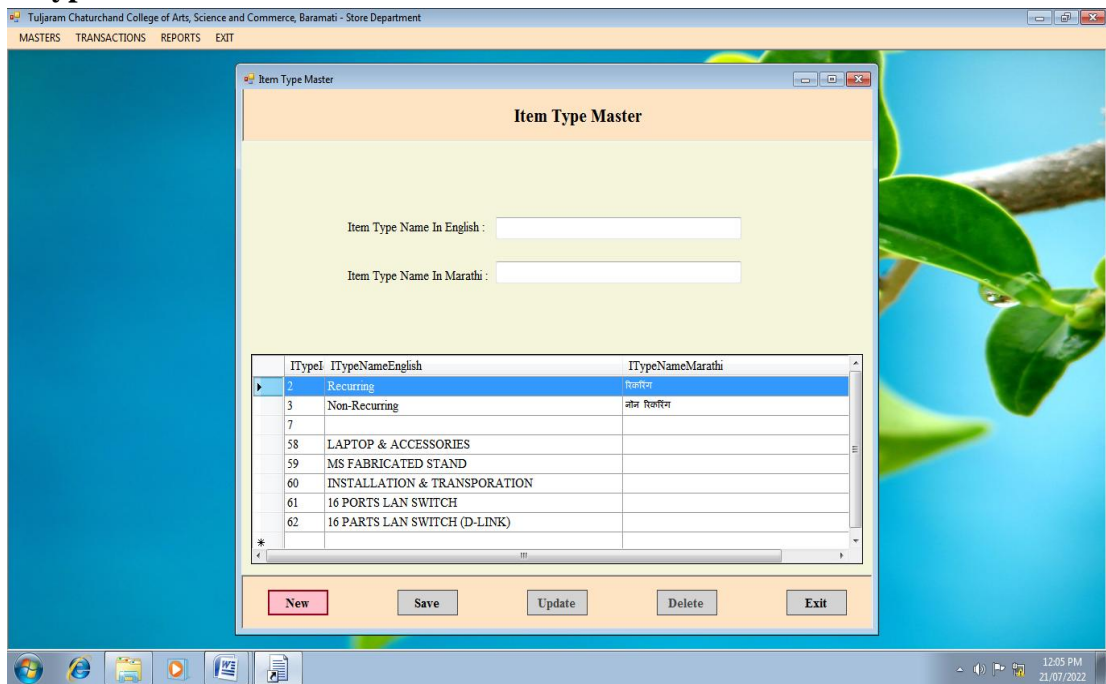 Tuljaram Chaturchand College of Arts, Science and Commerce, Baramati - Store Department
MASTERS TRANSACTIONS REPORTS EXIT
Item Type Master
Item Type Master
Item Type Name In English :
Item Type Name In Marathi :
ITypeI ITypeNameEnglish ITypeNameMarathi
2 Recurring रिकरिंग
3 Non-Recurring नॉन रिकरिंग
7
58 LAPTOP & ACCESSORIES
59 MS FABRICATED STAND
60 INSTALLATION & TRANSPORATION
61 16 PORTS LAN SWITCH
62 16 PARTS LAN SWITCH (D-LINK)
New Save Update Delete Exit
12:05 PM
21/07/2022